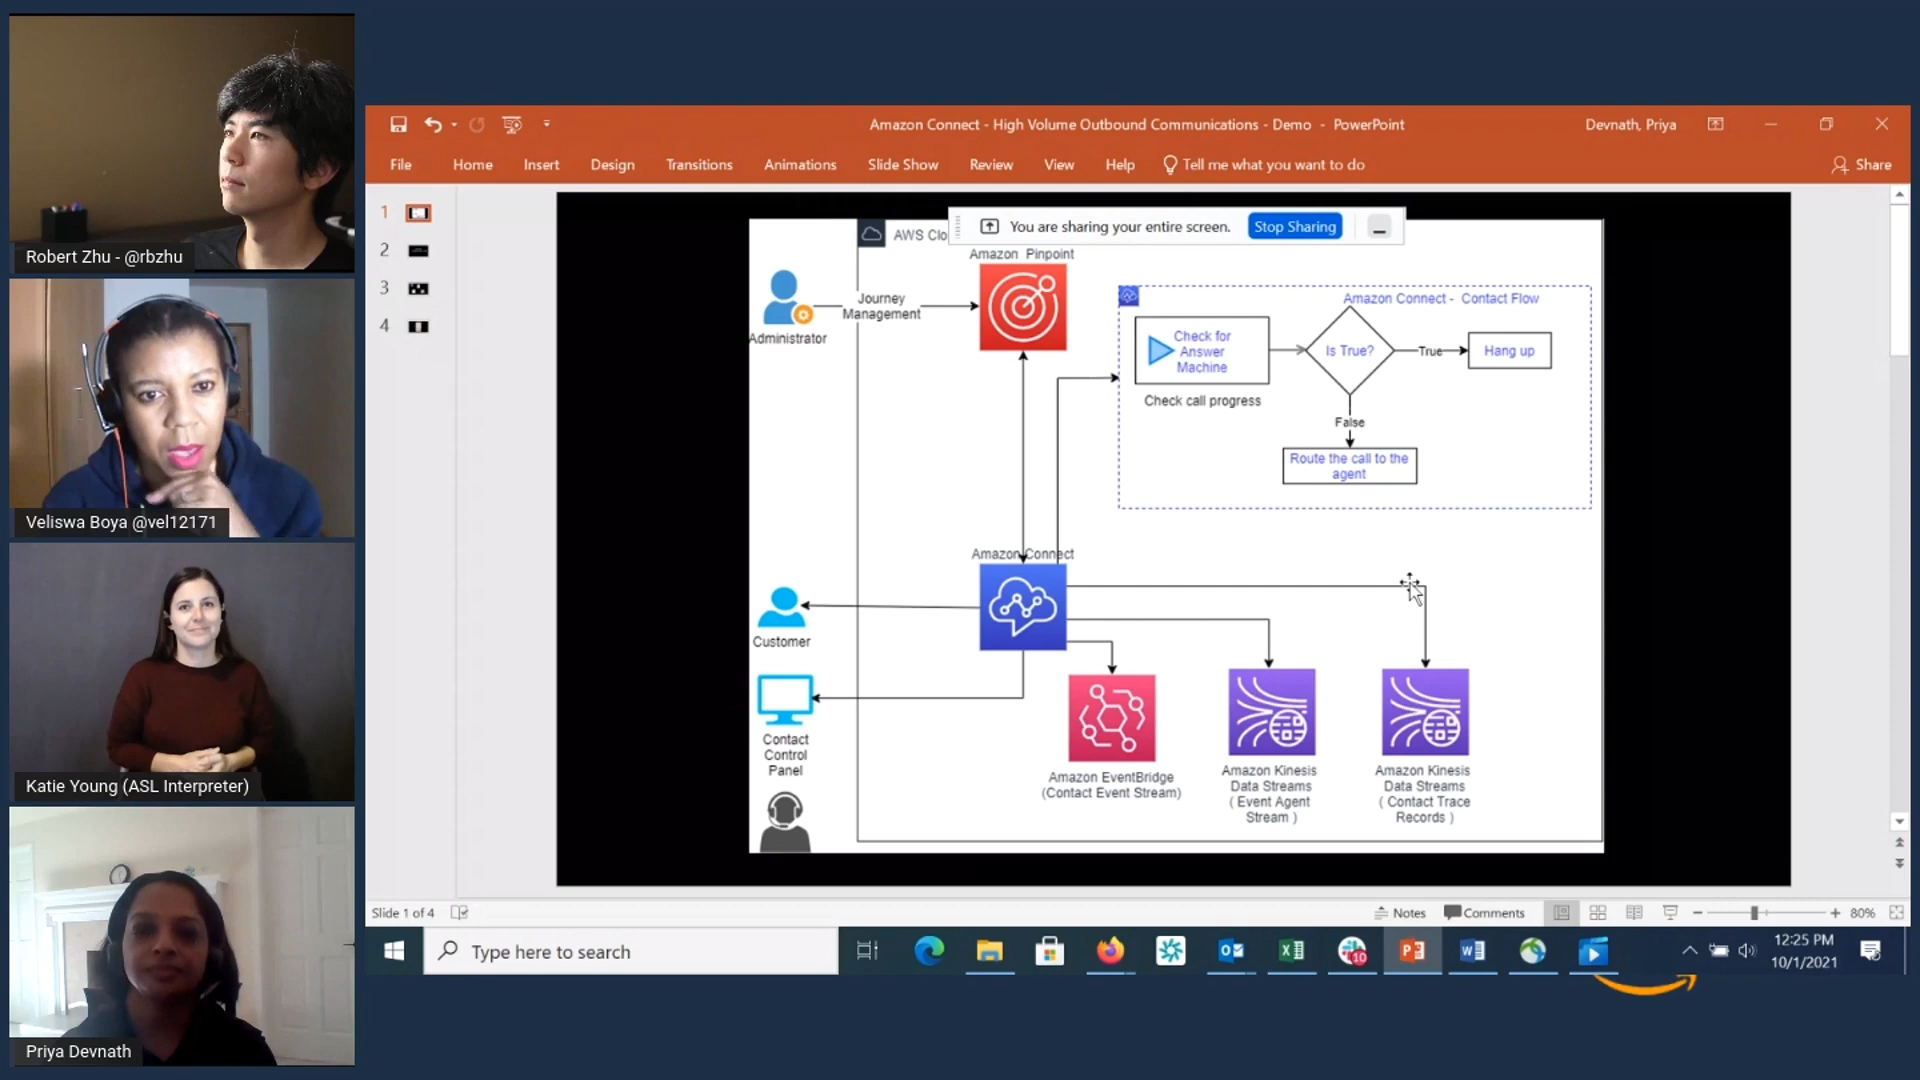 Robert Zhu - @rbzhu
Veliswa Boya @vel12171
Katie Young (ASL Interpreter)
Priya Devnath
Amazon Connect - High Volume Outbound Communications - Demo - PowerPoint
Devnath, Priya
File Home Insert Design Transitions Animations Slide Show Review View Help Tell me what you want to do
Share
1
2
3
4
You are sharing your entire screen.
Stop Sharing
AWS Clo
Amazon Pinpoint
Administrator
Journey
Management
Amazon Connect - Contact Flow
Check for
Answer
Machine
Check call progress
Is True?
True
Hang up
False
Route the call to the
agent
Amazon Connect
Customer
Contact
Control
Panel
Amazon EventBridge
(Contact Event Stream)
Amazon Kinesis
Data Streams
( Event Agent
Stream )
Amazon Kinesis
Data Streams
( Contact Trace
Records )
Slide 1 of 4
Notes
Comments
80%
Type here to search
10
12:25 PM
10/1/2021